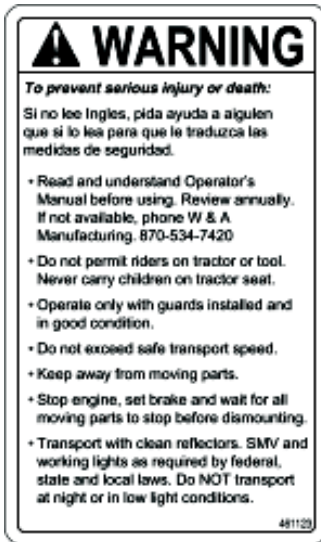 WARNING
To prevent serious injury or death:
Si no lee Ingles, pida ayuda a aiguien
que si lo lea para que le traduzca las
medidas de seguridad.
• Read and understand Operator's
Manual before using. Review annually.
If not available, phone W & A
Manufacturing. 870-534-7420
• Do not permit riders on tractor or tool.
Never carry children on tractor seat.
• Operate only with guards installed and
in good condition.
• Do not exceed safe transport speed.
• Keep away from moving parts.
• Stop engine, set brake and wait for all
moving parts to stop before dismounting.
• Transport with clean reflectors. SMV and
working lights as required by federal,
state and local laws. Do NOT transport
at night or in low light conditions.
461123